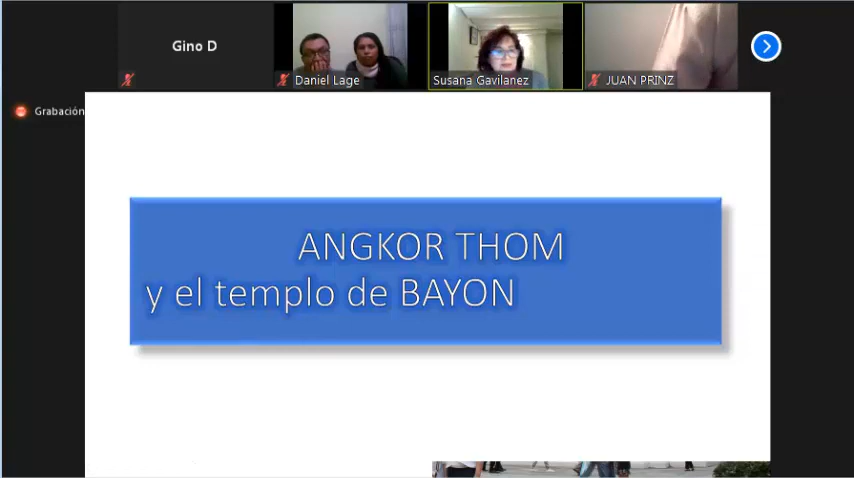 Gino D
Daniel Lage
Susana Gavilanez
JUAN PRINZ
Grabación
ANGKOR THOM
y el templo de BAYON